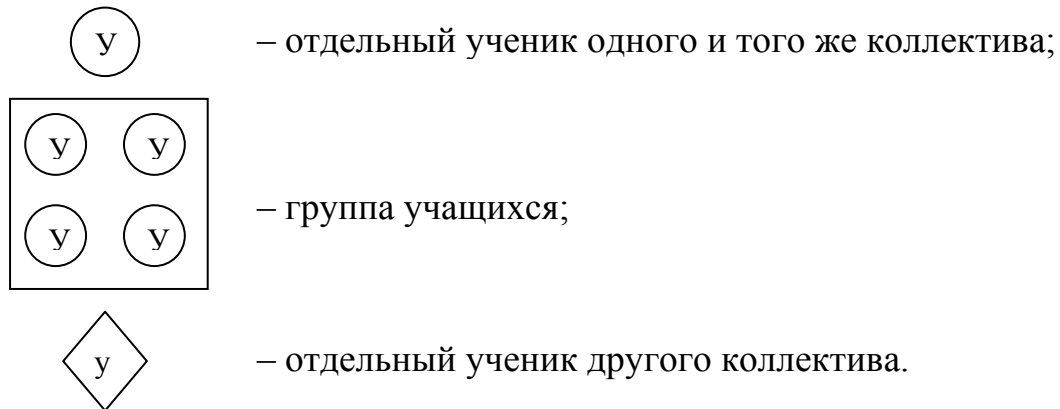 У – отдельный ученик одного и того же коллектива;
У У
– группа учащихся;
У У
у – отдельный ученик другого коллектива.